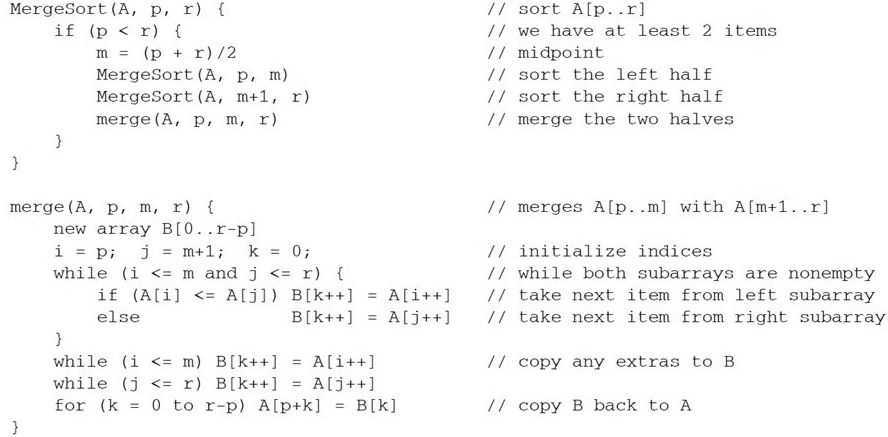 MergeSort(A, p, r) { // sort A[p..r]
    if (p < r) { // we have at least 2 items
        m = (p + r)/2 // midpoint
        MergeSort(A, p, m) // sort the left half
        MergeSort(A, m+1, r) // sort the right half
        merge(A, p, m, r) // merge the two halves
    }
}
merge(A, p, m, r) { // merges A[p..m] with A[m+1..r]
    new array B[0..r-p]
    i = p; j = m+1; k = 0; // initialize indices
    while (i <= m and j <= r) { // while both subarrays are nonempty
        if (A[i] <= A[j]) B[k++] = A[i++] // take next item from left subarray
        else B[k++] = A[j++] // take next item from right subarray
    }
    while (i <= m) B[k++] = A[i++] // copy any extras to B
    while (j <= r) B[k++] = A[j++]
    for (k = 0 to r-p) A[p+k] = B[k] // copy B back to A
}